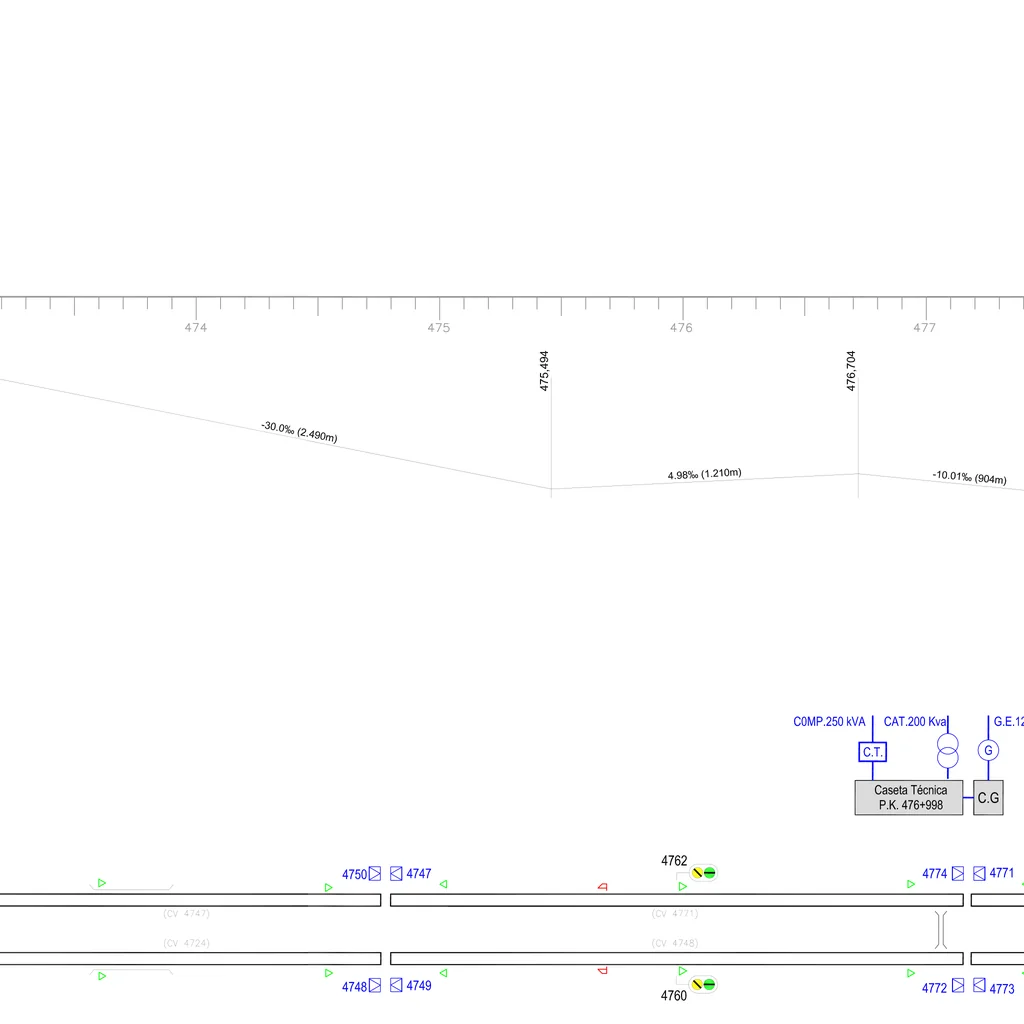 474
475
476
477
475,494
476,704
-30.0‰ (2.490m)
4.98‰ (1.210m)
-10.01‰ (904m)
C0MP.250 kVA
CAT.200 Kva
G.E.12
C.T.
G
Caseta Técnica
P.K. 476+998
C.G
4762
4750
4747
4774
4771
(CV 4747)
(CV 4771)
(CV 4724)
(CV 4748)
4748
4749
4760
4772
4773